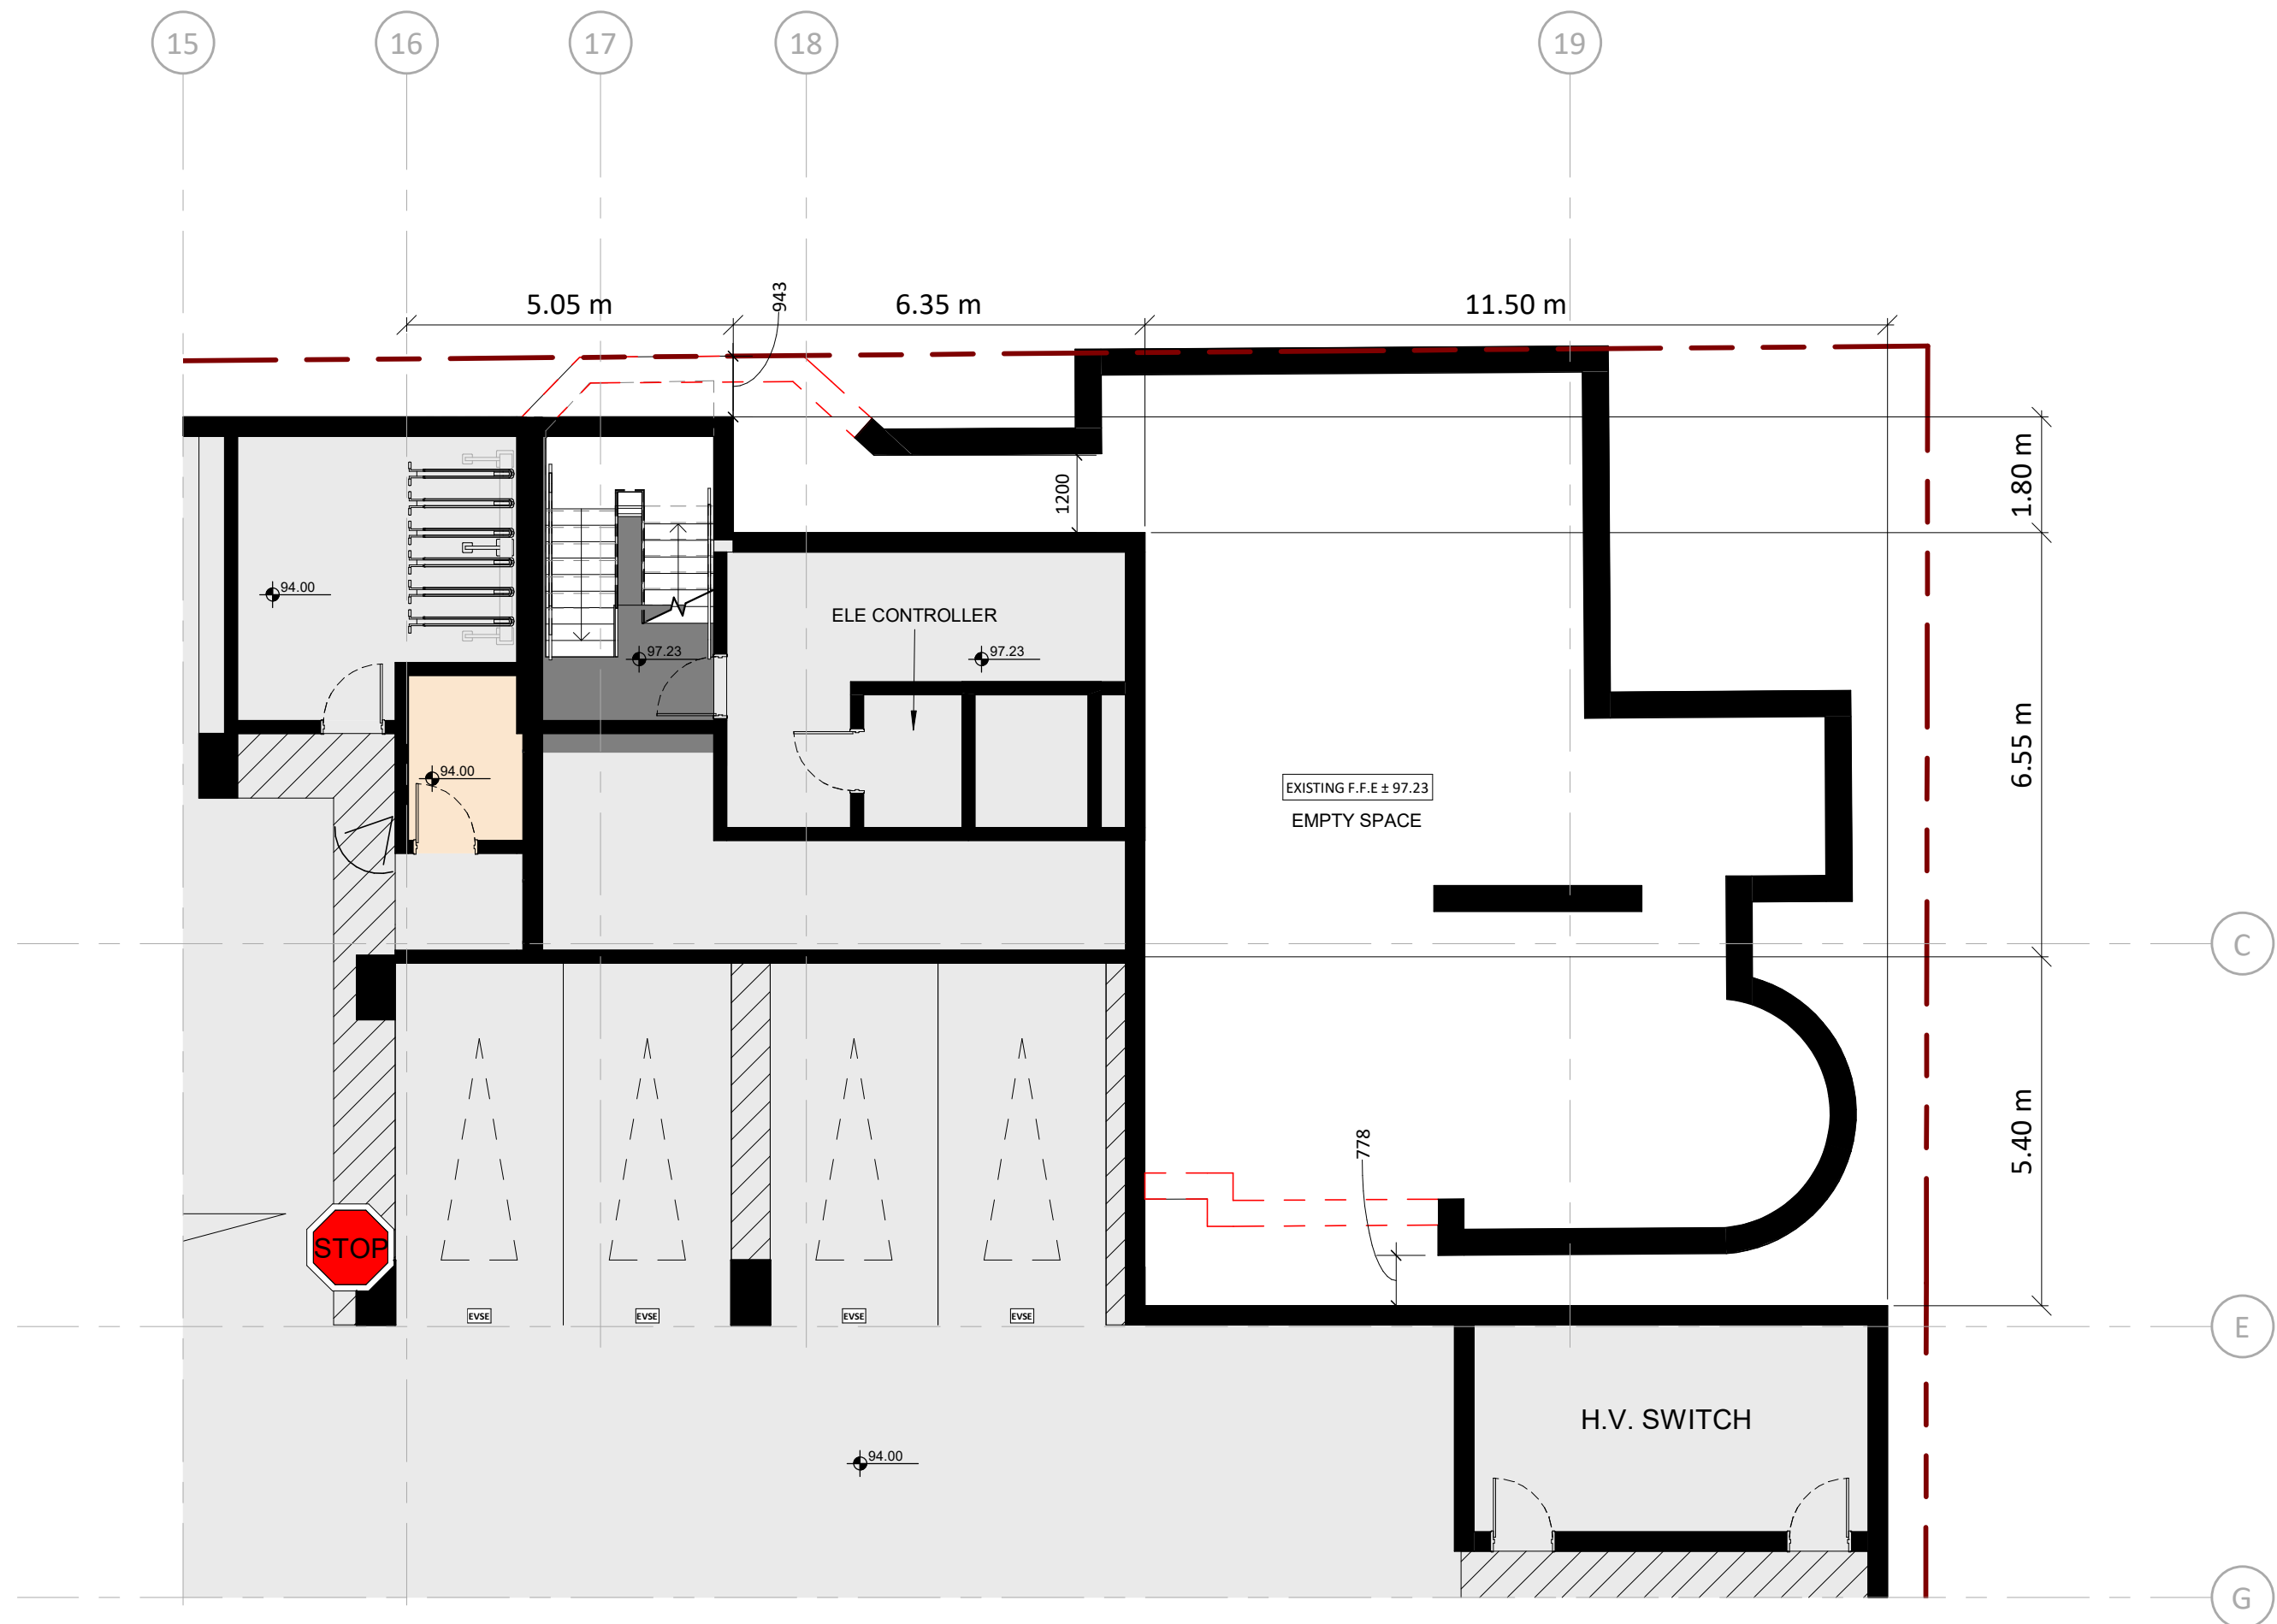 15
16
17
18
19
5.05 m
943
6.35 m
11.50 m
1.80 m
1200
94.00
ELE CONTROLLER
97.23
97.23
6.55 m
94.00
EXISTING F.F.E ± 97.23
EMPTY SPACE
C
5.40 m
778
STOP
EVSE
EVSE
EVSE
EVSE
E
H.V. SWITCH
94.00
G